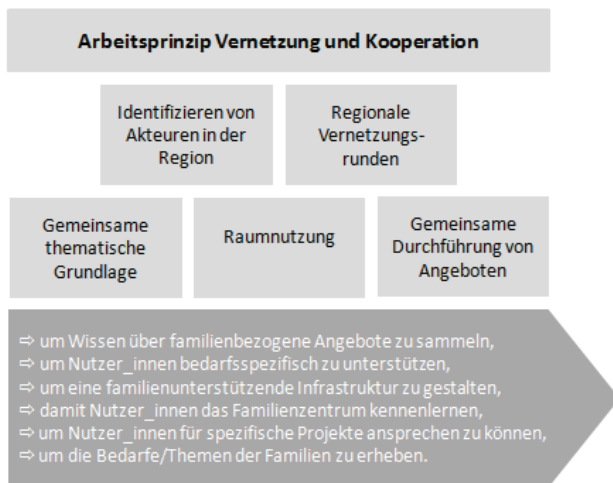 Arbeitsprinzip Vernetzung und Kooperation
Identifizieren von
Akteuren in der
Region
Regionale
Vernetzungs-
runden
Gemeinsame
thematische
Grundlage
Raumnutzung
Gemeinsame
Durchführung von
Angeboten
⇨ um Wissen über familienbezogene Angebote zu sammeln,
⇨ um Nutzer_innen bedarfsspezifisch zu unterstützen,
⇨ um eine familienunterstützende Infrastruktur zu gestalten,
⇨ damit Nutzer_innen das Familienzentrum kennenlernen,
⇨ um Nutzer_innen für spezifische Projekte ansprechen zu können,
⇨ um die Bedarfe/Themen der Familien zu erheben.